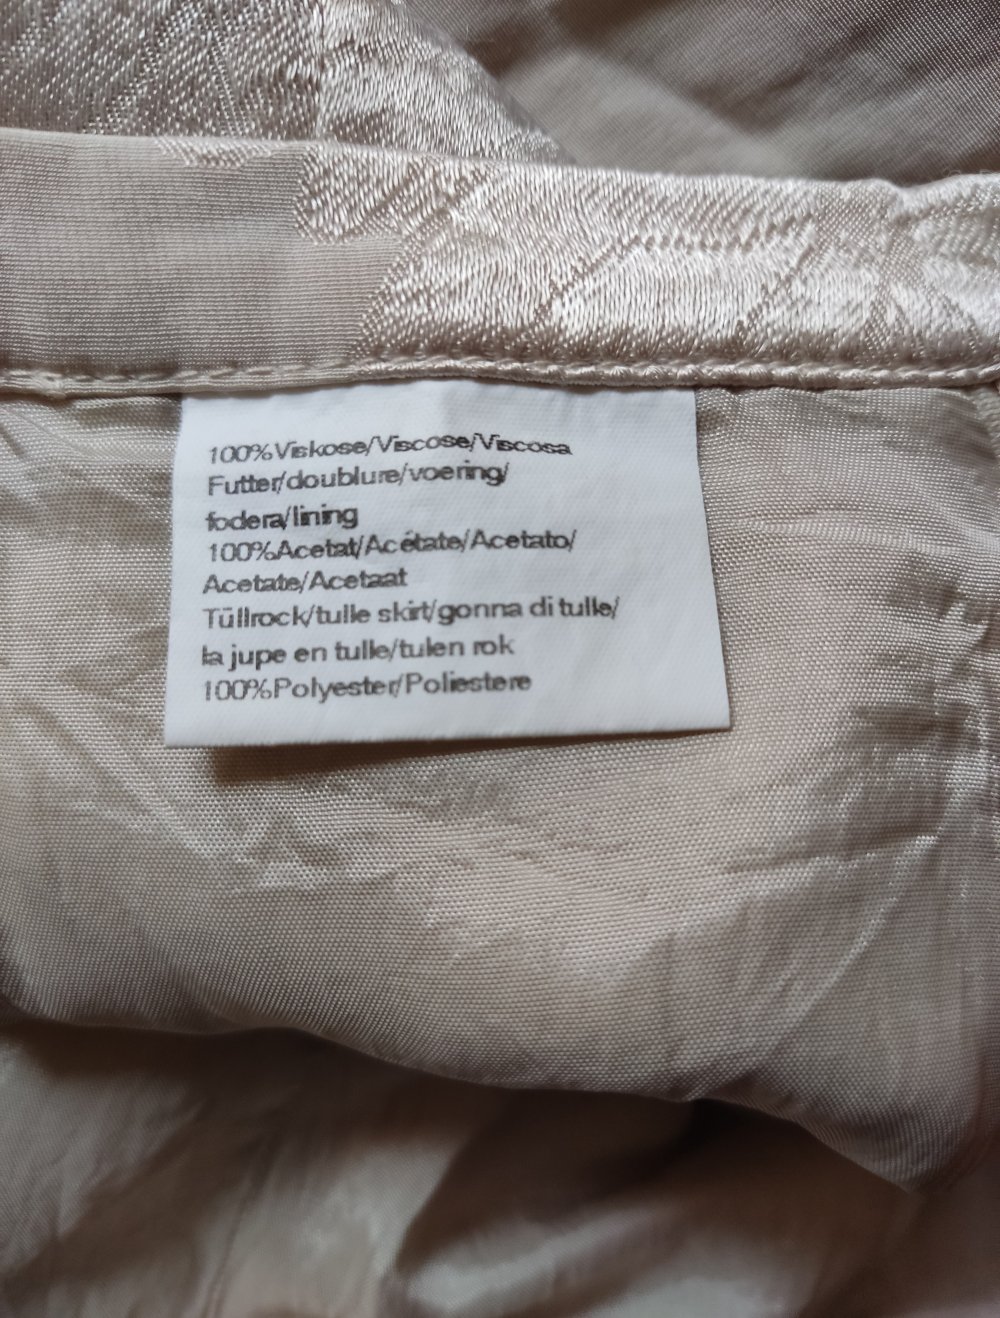 100%Viskose/Viscose/Viscosa
Futter/doublure/voering/
fodera/lining
100%Acetat/Acétate/Acetato/
Acetate/Acetaat
Tüllrock/tulle skirt/gonna di tulle/
la jupe en tulle/tulen rok
100%Polyester/Poliestere